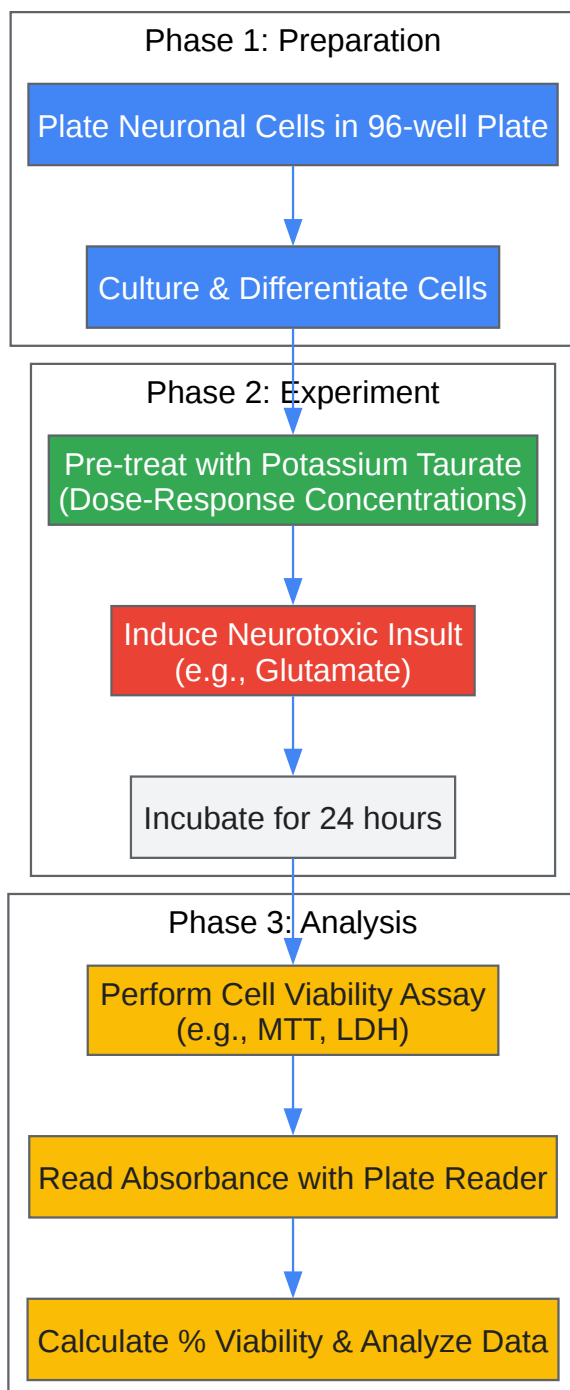 Phase 1: Preparation
Plate Neuronal Cells in 96-well Plate
Culture & Differentiate Cells
Phase 2: Experiment
Pre-treat with Potassium Taurate
(Dose-Response Concentrations)
Induce Neurotoxic Insult
(e.g., Glutamate)
Incubate for 24 hours
Phase 3: Analysis
Perform Cell Viability Assay
(e.g., MTT, LDH)
Read Absorbance with Plate Reader
Calculate % Viability & Analyze Data